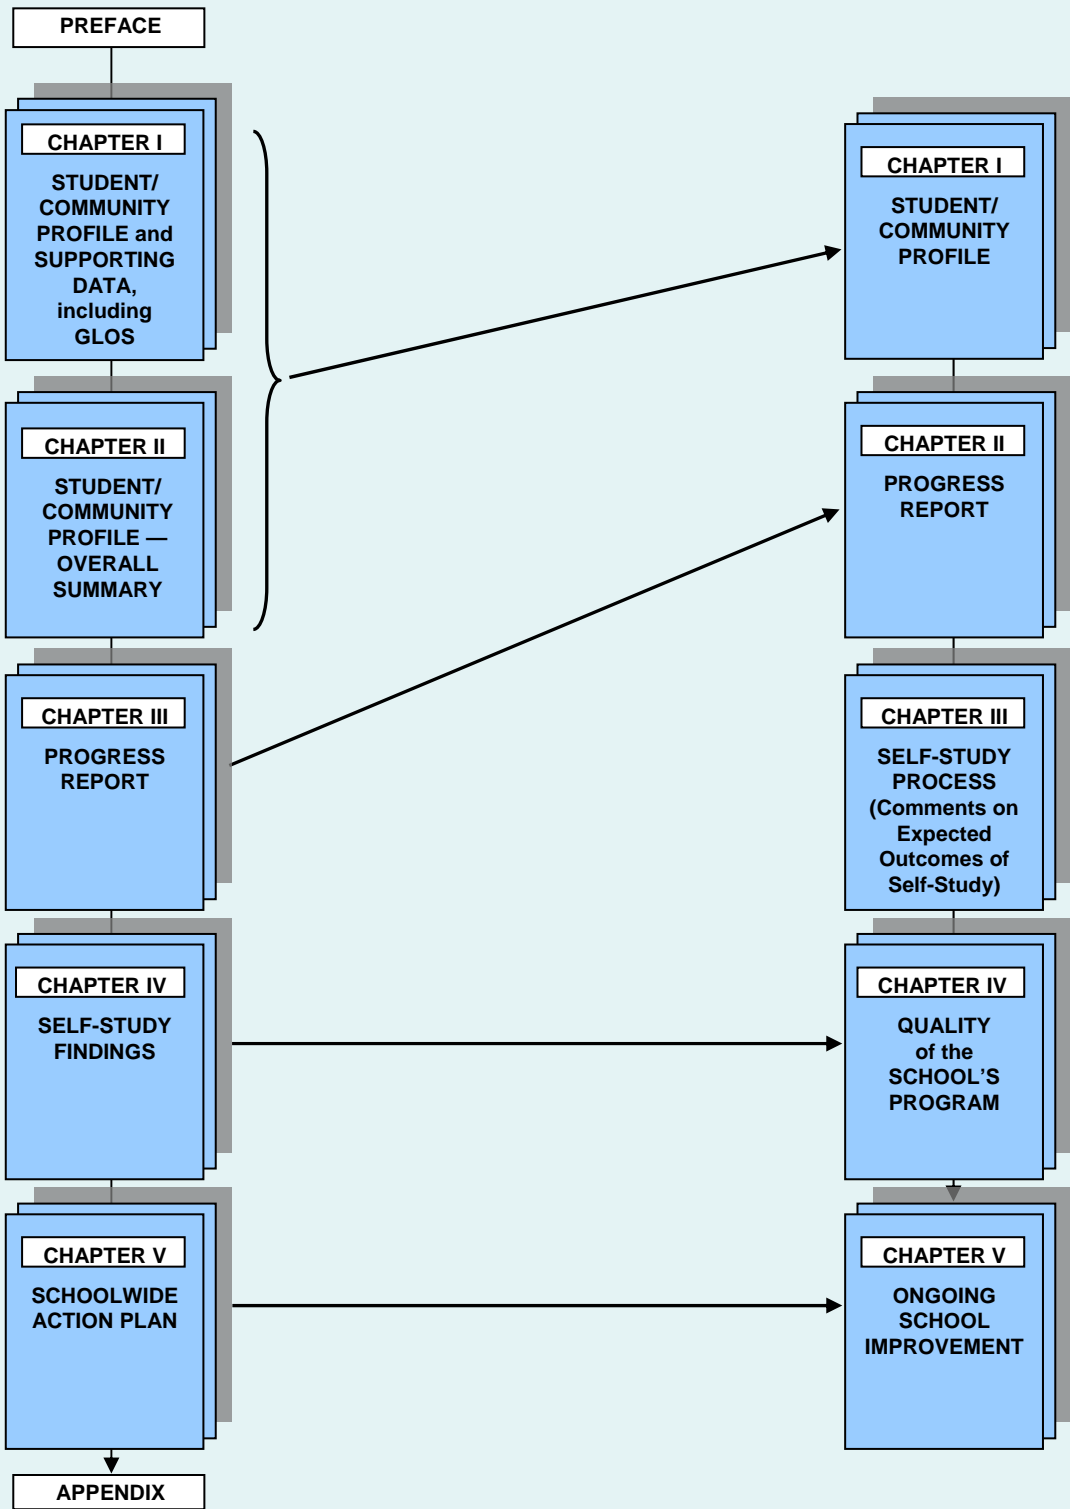 PREFACE
CHAPTER I
STUDENT/
COMMUNITY
PROFILE and
SUPPORTING
DATA,
including
GLOS
CHAPTER II
STUDENT/
COMMUNITY
PROFILE —
OVERALL
SUMMARY
CHAPTER III
PROGRESS
REPORT
CHAPTER IV
SELF-STUDY
FINDINGS
CHAPTER V
SCHOOLWIDE
ACTION PLAN
APPENDIX
CHAPTER I
STUDENT/
COMMUNITY
PROFILE
CHAPTER II
PROGRESS
REPORT
CHAPTER III
SELF-STUDY
PROCESS
(Comments on
Expected
Outcomes of
Self-Study)
CHAPTER IV
QUALITY
of the
SCHOOL’S
PROGRAM
CHAPTER V
ONGOING
SCHOOL
IMPROVEMENT